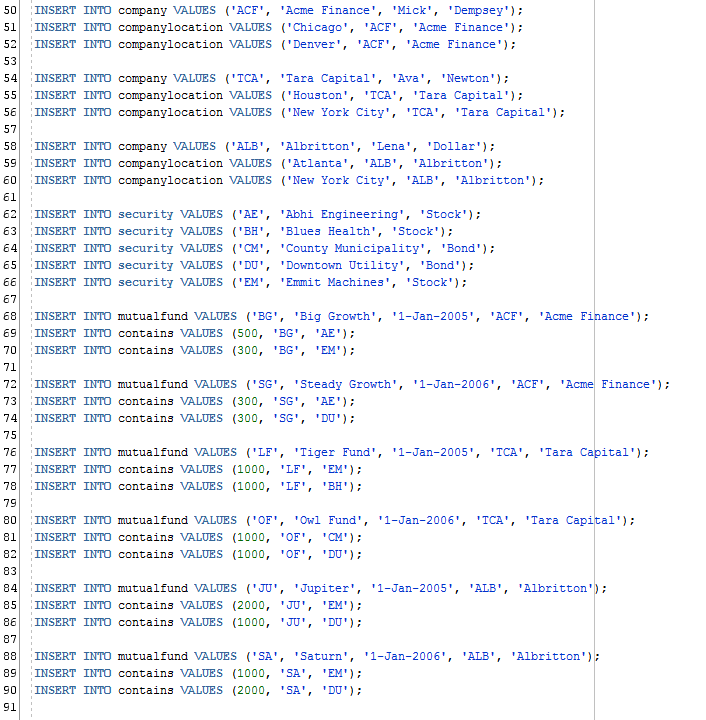 50 INSERT INTO company VALUES ('ACF', 'Acme Finance', 'Mick', 'Dempsey');
51 INSERT INTO companylocation VALUES ('Chicago', 'ACF', 'Acme Finance');
52 INSERT INTO companylocation VALUES ('Denver', 'ACF', 'Acme Finance');
53
54 INSERT INTO company VALUES ('TCA', 'Tara Capital', 'Ava', 'Newton');
55 INSERT INTO companylocation VALUES ('Houston', 'TCA', 'Tara Capital');
56 INSERT INTO companylocation VALUES ('New York City', 'TCA', 'Tara Capital');
57
58 INSERT INTO company VALUES ('ALB', 'Albritton', 'Lena', 'Dollar');
59 INSERT INTO companylocation VALUES ('Atlanta', 'ALB', 'Albritton');
60 INSERT INTO companylocation VALUES ('New York City', 'ALB', 'Albritton');
61
62 INSERT INTO security VALUES ('AE', 'Abhi Engineering', 'Stock');
63 INSERT INTO security VALUES ('BH', 'Blues Health', 'Stock');
64 INSERT INTO security VALUES ('CM', 'County Municipality', 'Bond');
65 INSERT INTO security VALUES ('DU', 'Downtown Utility', 'Bond');
66 INSERT INTO security VALUES ('EM', 'Emmit Machines', 'Stock');
67
68 INSERT INTO mutualfund VALUES ('BG', 'Big Growth', '1-Jan-2005', 'ACF', 'Acme Finance');
69 INSERT INTO contains VALUES (500, 'BG', 'AE');
70 INSERT INTO contains VALUES (300, 'BG', 'EM');
71
72 INSERT INTO mutualfund VALUES ('SG', 'Steady Growth', '1-Jan-2006', 'ACF', 'Acme Finance');
73 INSERT INTO contains VALUES (300, 'SG', 'AE');
74 INSERT INTO contains VALUES (300, 'SG', 'DU');
75
76 INSERT INTO mutualfund VALUES ('LF', 'Tiger Fund', '1-Jan-2005', 'TCA', 'Tara Capital');
77 INSERT INTO contains VALUES (1000, 'LF', 'EM');
78 INSERT INTO contains VALUES (1000, 'LF', 'BH');
79
80 INSERT INTO mutualfund VALUES ('OF', 'Owl Fund', '1-Jan-2006', 'TCA', 'Tara Capital');
81 INSERT INTO contains VALUES (1000, 'OF', 'CM');
82 INSERT INTO contains VALUES (1000, 'OF', 'DU');
83
84 INSERT INTO mutualfund VALUES ('JU', 'Jupiter', '1-Jan-2005', 'ALB', 'Albritton');
85 INSERT INTO contains VALUES (2000, 'JU', 'EM');
86 INSERT INTO contains VALUES (1000, 'JU', 'DU');
87
88 INSERT INTO mutualfund VALUES ('SA', 'Saturn', '1-Jan-2006', 'ALB', 'Albritton');
89 INSERT INTO contains VALUES (1000, 'SA', 'EM');
90 INSERT INTO contains VALUES (2000, 'SA', 'DU');
91